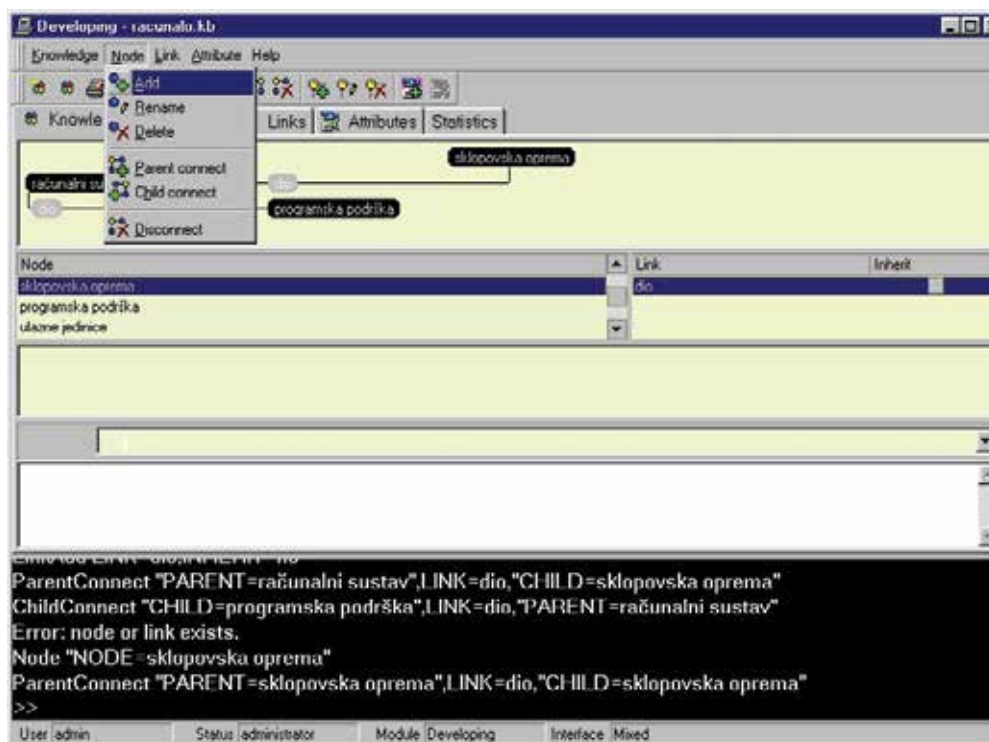 Developing - racunalo.kb
Knowledge Node Link Attribute Help
Add
Rename
Delete
Parent connect
Child connect
Disconnect
Knowle
Links Attributes Statistics
sklopovska oprema
računalni su
dio
dio
programska podrška
Node
Link Inherit
sklopovska oprema
dio
programska podrška
ulazne jedinice
ParentConnect "PARENT=računalni sustav",LINK=dio,"CHILD=sklopovska oprema"
ChildConnect "CHILD=programska podrška",LINK=dio,"PARENT=računalni sustav"
Error: node or link exists.
Node "NODE=sklopovska oprema"
ParentConnect "PARENT=sklopovska oprema",LINK=dio,"CHILD=sklopovska oprema"
>>
User admin Status administrator Module Developing Interface Mixed